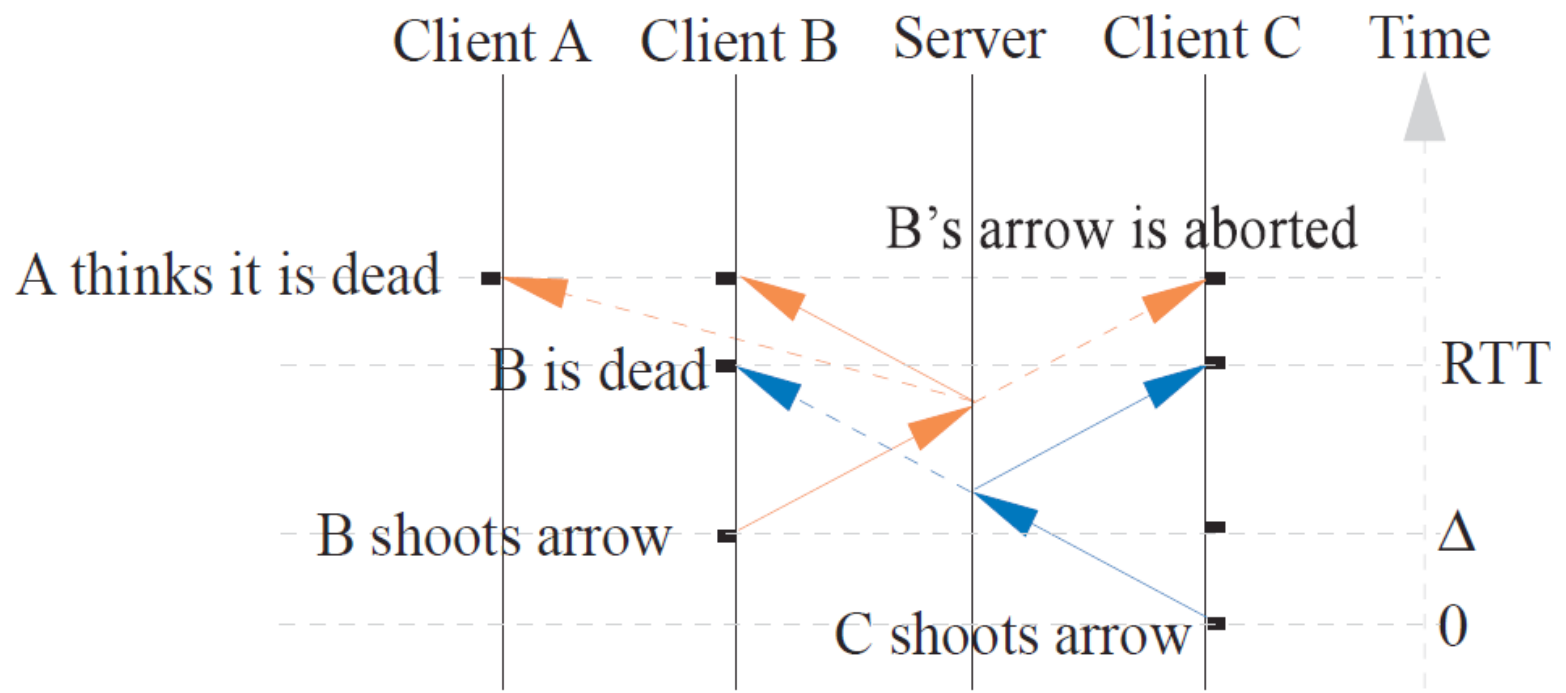 Client A Client B Server Client C Time
B's arrow is aborted
A thinks it is dead
B is dead
RTT
B shoots arrow
Δ
C shoots arrow
0